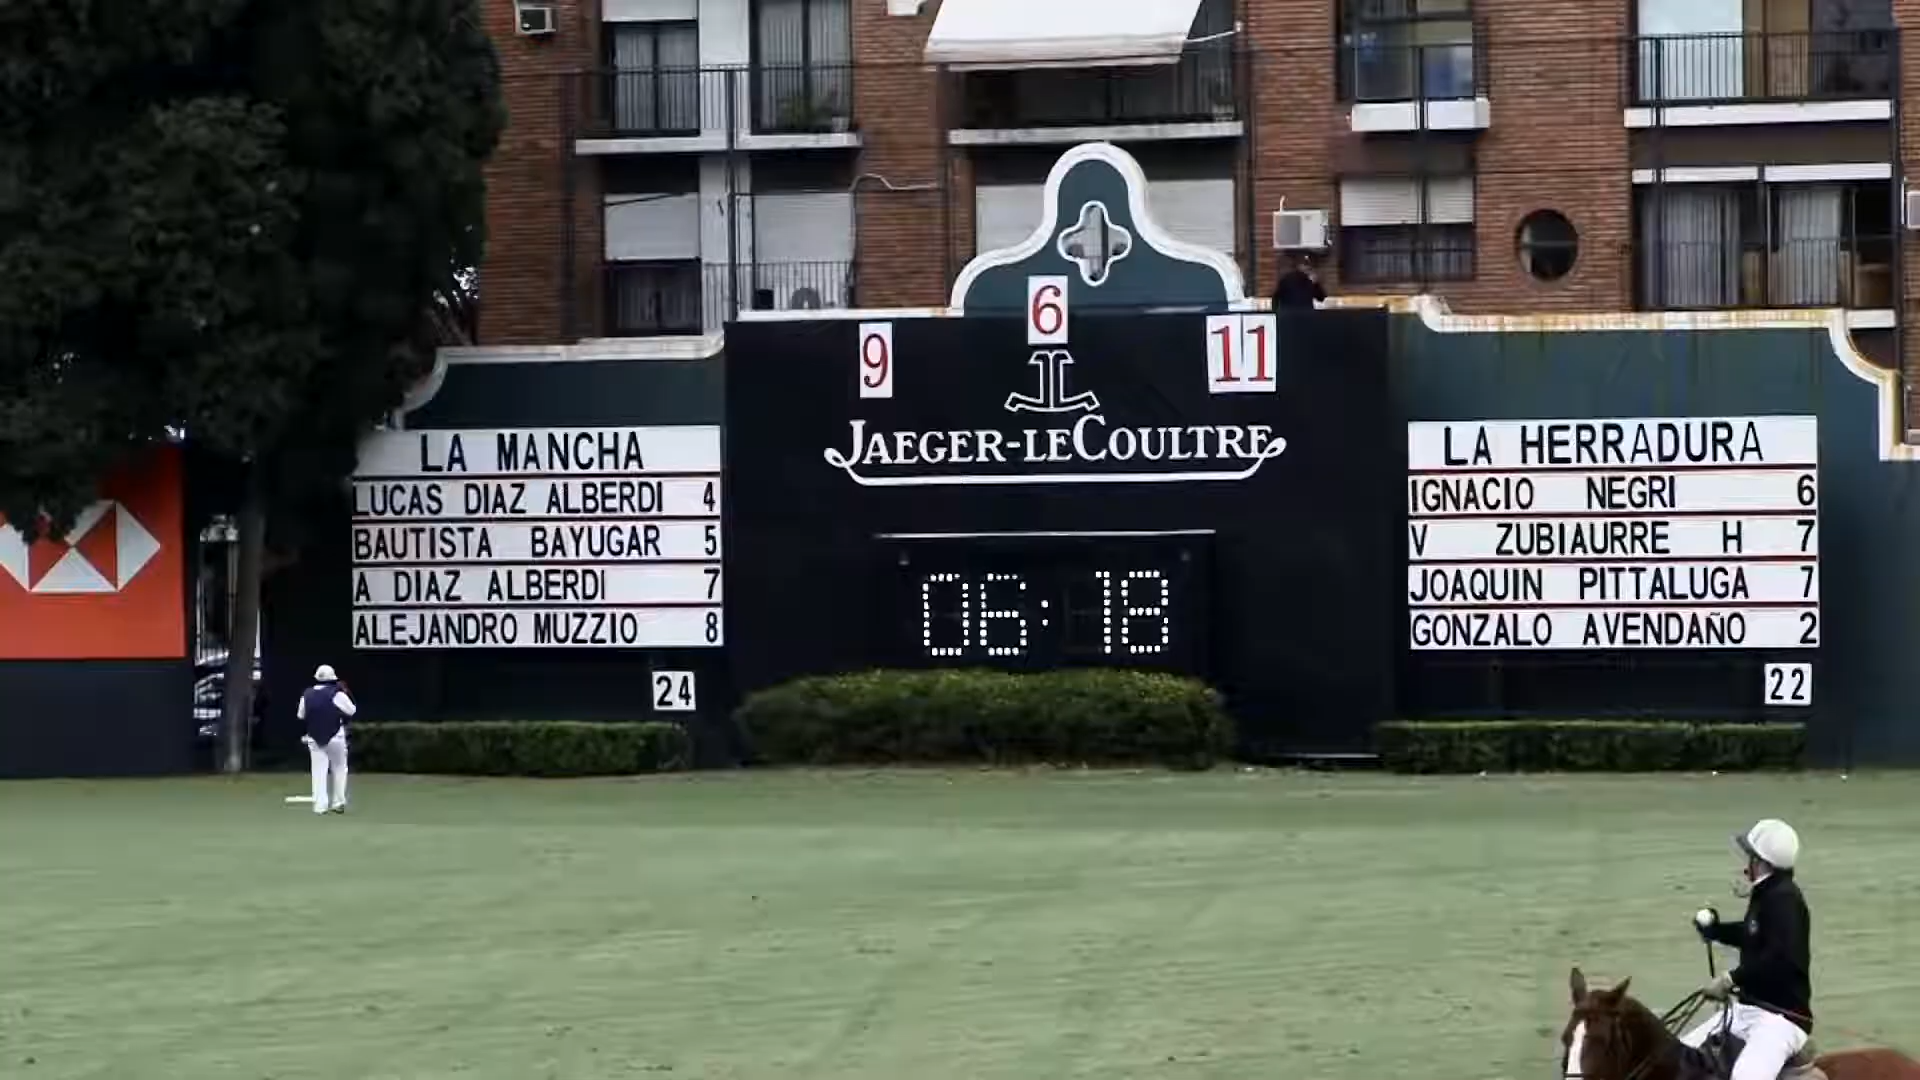 6
9 11
JAEGER-LECOULTRE
LA MANCHA
LUCAS DIAZ ALBERDI 4
BAUTISTA BAYUGAR 5
A DIAZ ALBERDI 7
ALEJANDRO MUZZIO 8
24
06:18
LA HERRADURA
IGNACIO NEGRI 6
V ZUBIAURRE H 7
JOAQUIN PITTALUGA 7
GONZALO AVENDAÑO 2
22